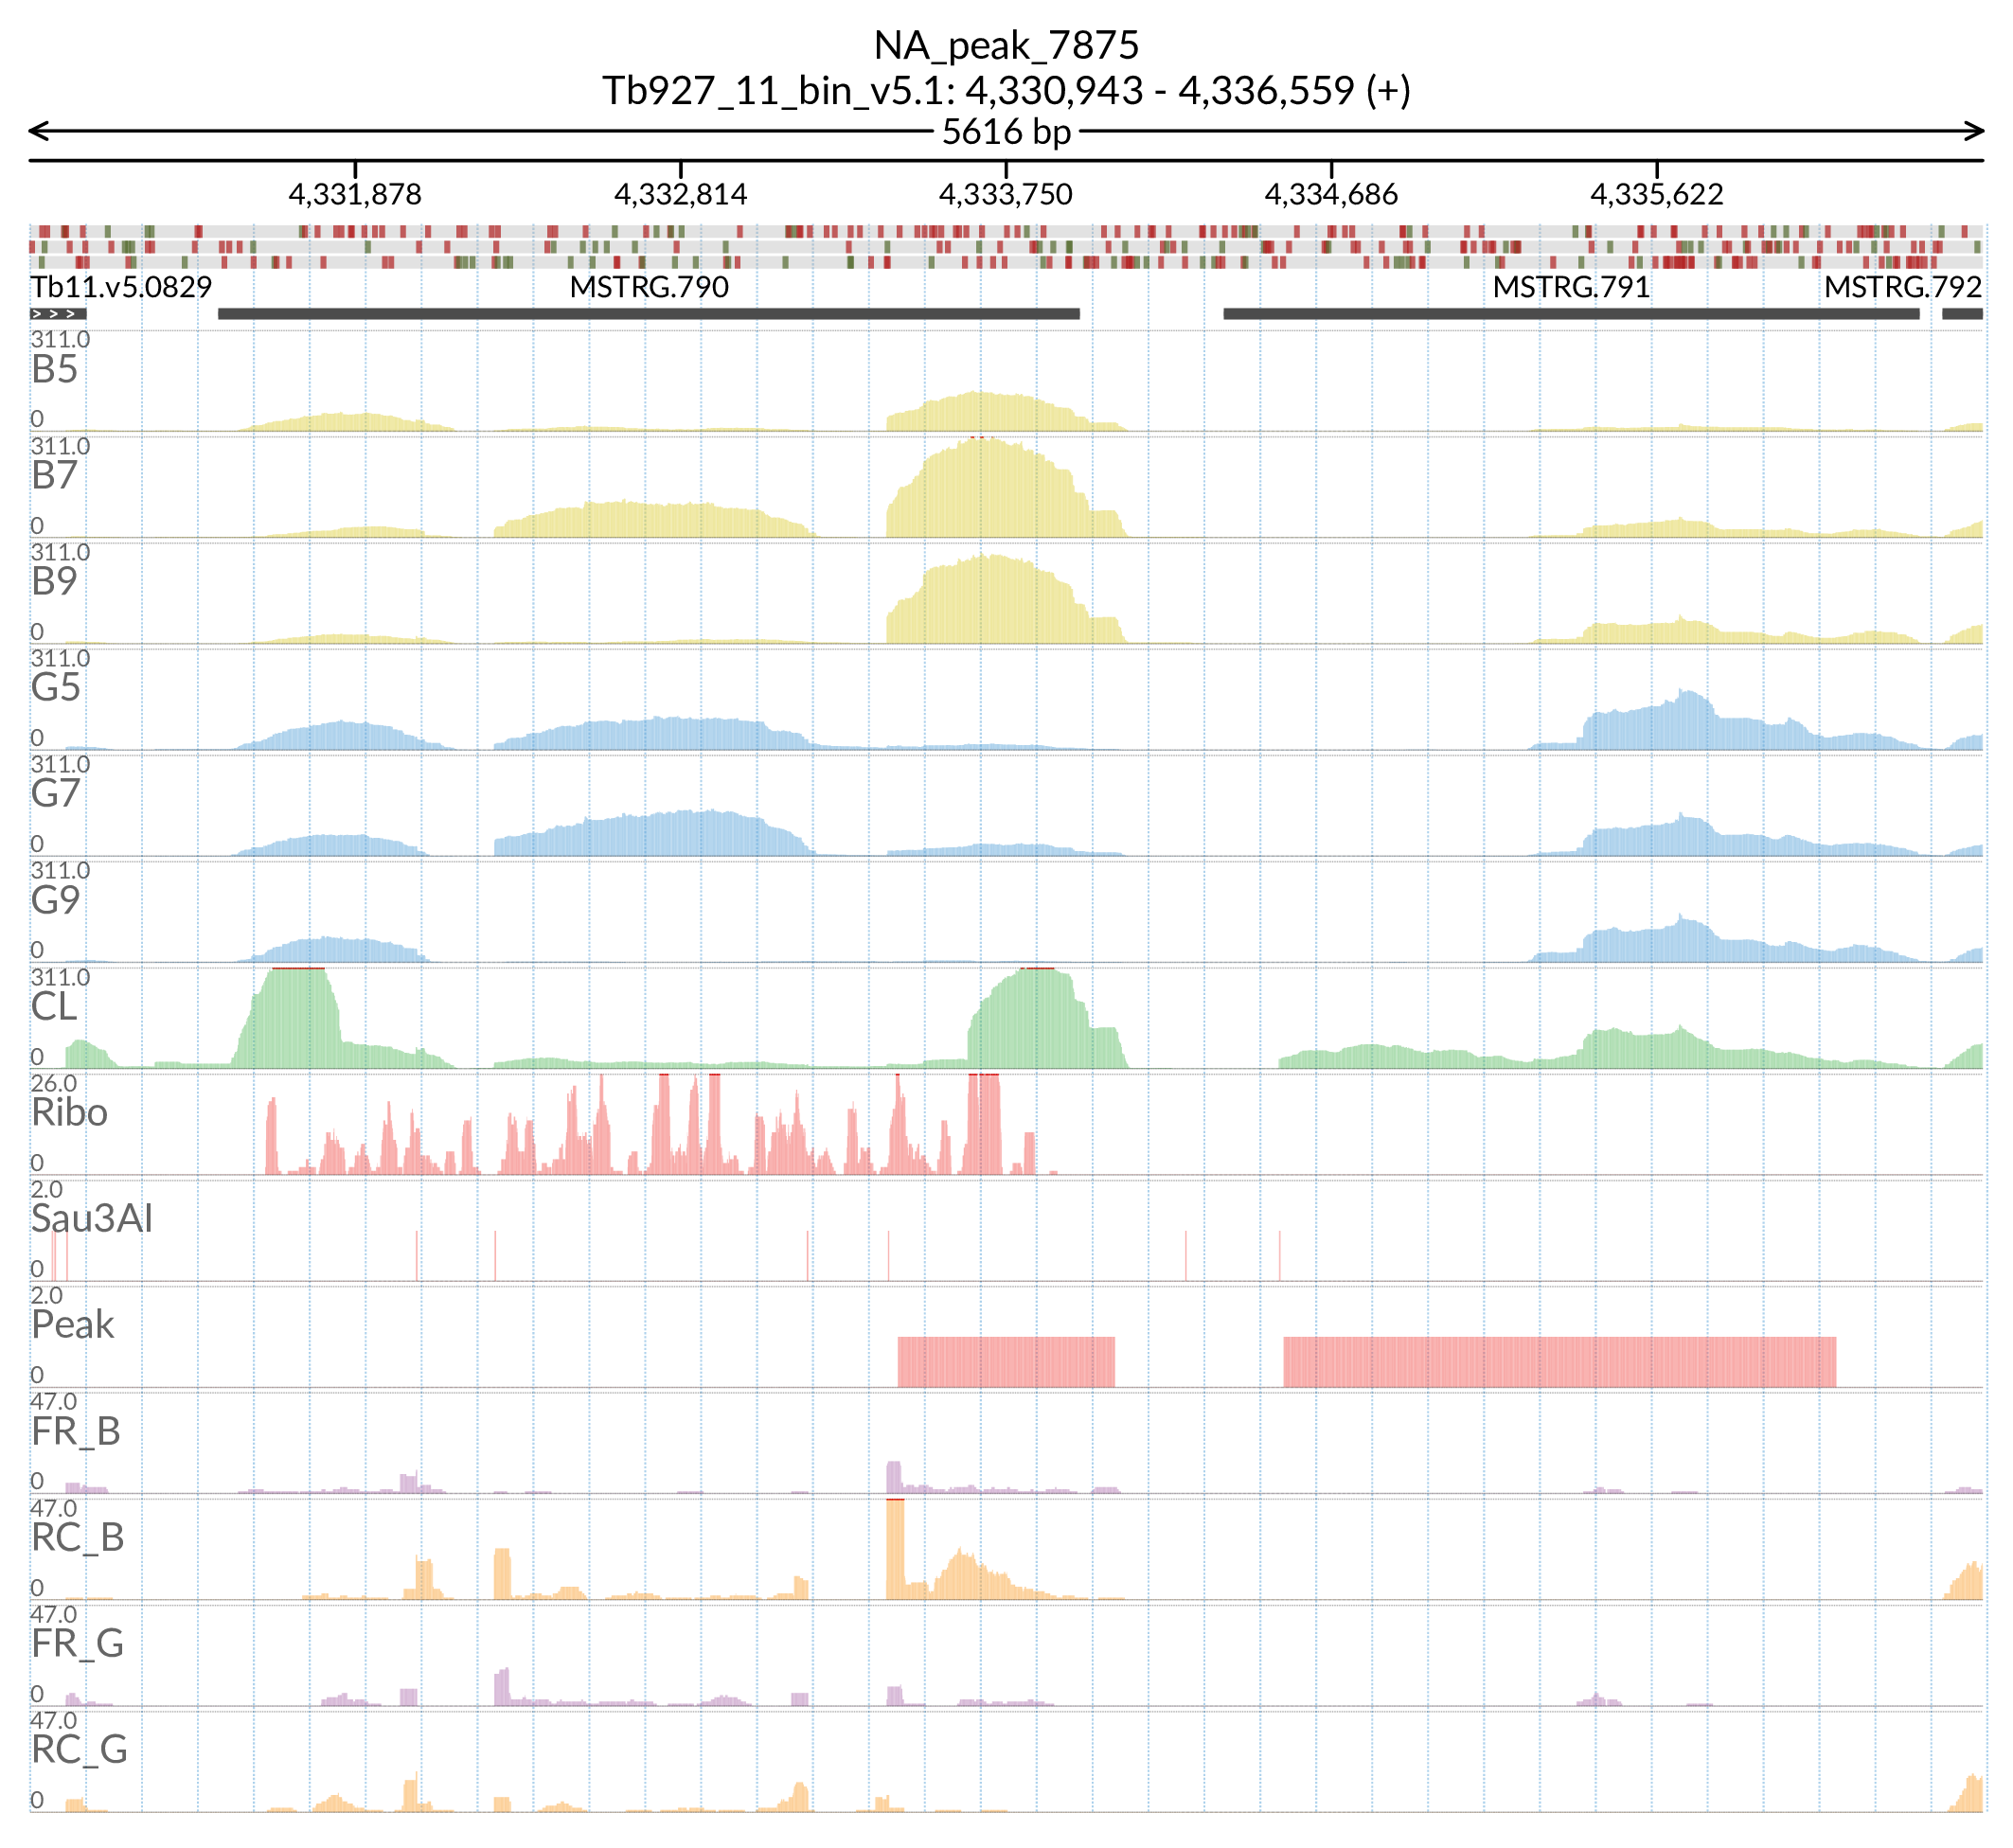 NA_peak_7875
Tb927_11_bin_v5.1: 4,330,943 - 4,336,559 (+)
5616 bp
4,331,878 4,332,814 4,333,750 4,334,686 4,335,622
Tb11.v5.0829 MSTRG.790 MSTRG.791 MSTRG.792
> > >
311.0
B5
0
311.0
B7
0
311.0
B9
0
311.0
G5
0
311.0
G7
0
311.0
G9
0
311.0
CL
0
26.0
Ribo
0
2.0
Sau3AI
0
2.0
Peak
0
47.0
FR_B
0
47.0
RC_B
0
47.0
FR_G
0
47.0
RC_G
0